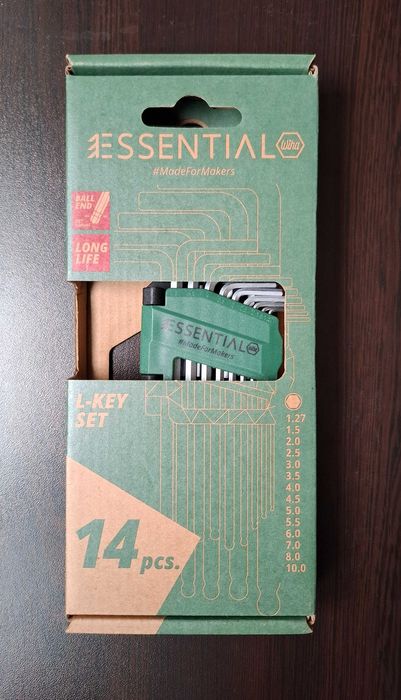 ESSENTIAL Wiha
#MadeForMakers
BALL
END
LONG
LIFE
ESSENTIAL
#MadeForMakers
L-KEY
SET
1.27
1.5
2.0
2.5
3.0
3.5
4.0
4.5
5.0
5.5
6.0
7.0
8.0
10.0
14 pcs.